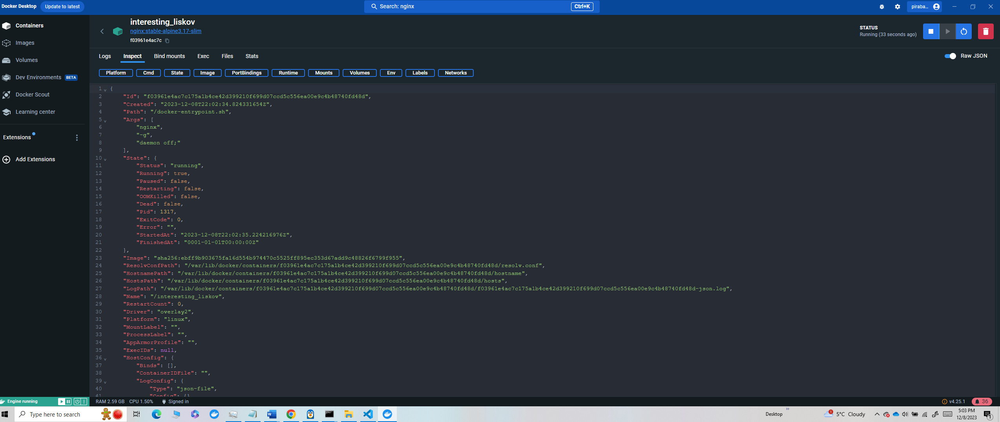 Docker Desktop Update to latest Search: nginx Ctrl+K piraba...
Containers
Images
Volumes
Dev Environments BETA
Docker Scout
Learning center
Extensions
Add Extensions
interesting_liskov
nginx:stable-alpine3.17-slim
f03961e4ac7c
STATUS
Running (33 seconds ago)
Logs Inspect Bind mounts Exec Files Stats Raw JSON
Platform Cmd State Image PortBindings Runtime Mounts Volumes Env Labels Networks
1 {
2 "Id": "f03961e4ac7c175a1b4ce42d399210f699d07ccd5c556ea00e9c4b48740fd48d",
3 "Created": "2023-12-08T22:02:34.824331654Z",
4 "Path": "/docker-entrypoint.sh",
5 "Args": [
6 "nginx",
7 "-g",
8 "daemon off;"
9 ],
10 "State": {
11 "Status": "running",
12 "Running": true,
13 "Paused": false,
14 "Restarting": false,
15 "OOMKilled": false,
16 "Dead": false,
17 "Pid": 1317,
18 "ExitCode": 0,
19 "Error": "",
20 "StartedAt": "2023-12-08T22:02:35.224216976Z",
21 "FinishedAt": "0001-01-01T00:00:00Z"
22 },
23 "Image": "sha256:ebff9b903675fa16d554b974470c5525ff895ec353d67add9c48826f6799f955",
24 "ResolvConfPath": "/var/lib/docker/containers/f03961e4ac7c175a1b4ce42d399210f699d07ccd5c556ea00e9c4b48740fd48d/resolv.conf",
25 "HostnamePath": "/var/lib/docker/containers/f03961e4ac7c175a1b4ce42d399210f699d07ccd5c556ea00e9c4b48740fd48d/hostname",
26 "HostsPath": "/var/lib/docker/containers/f03961e4ac7c175a1b4ce42d399210f699d07ccd5c556ea00e9c4b48740fd48d/hosts",
27 "LogPath": "/var/lib/docker/containers/f03961e4ac7c175a1b4ce42d399210f699d07ccd5c556ea00e9c4b48740fd48d/f03961e4ac7c175a1b4ce42d399210f699d07ccd5c556ea00e9c4b48740fd48d-json.log",
28 "Name": "/interesting_liskov",
29 "RestartCount": 0,
30 "Driver": "overlay2",
31 "Platform": "linux",
32 "MountLabel": "",
33 "ProcessLabel": "",
34 "AppArmorProfile": "",
35 "ExecIDs": null,
36 "HostConfig": {
37 "Binds": [],
38 "ContainerIDFile": "",
39 "LogConfig": {
40 "Type": "json-file",
41 "Config": {}
Engine running RAM 2.59 GB CPU 1.50% Signed in v4.25.1 36
Type here to search Desktop 1 5°C Cloudy 5:03 PM
12/8/2023 1